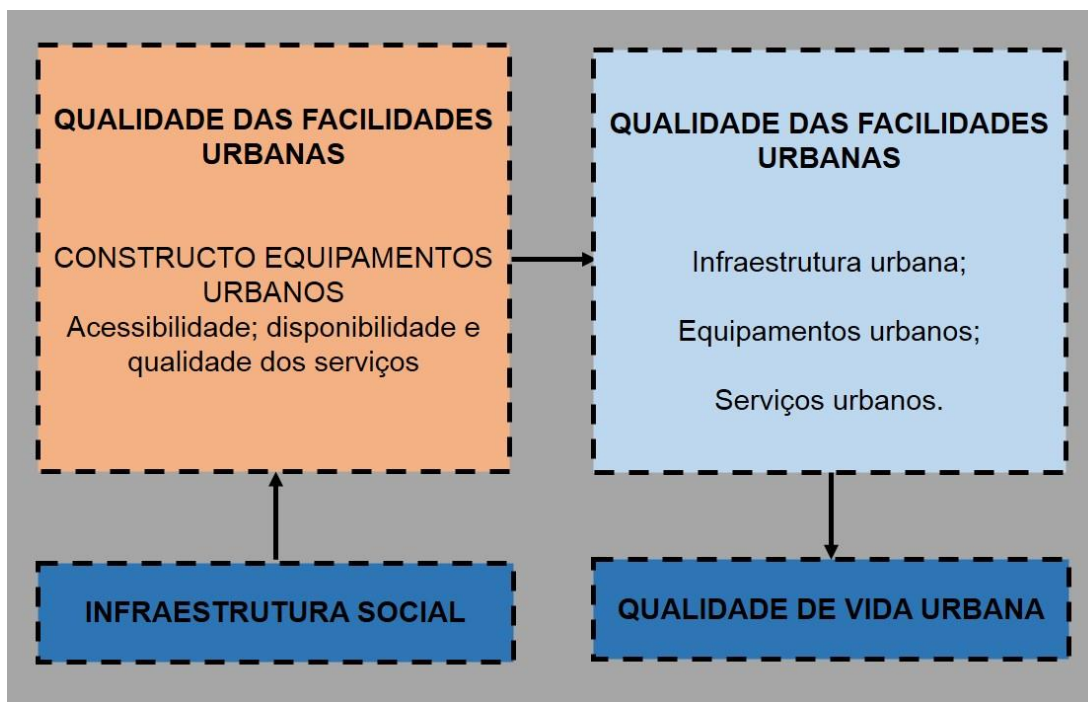 QUALIDADE DAS FACILIDADES
URBANAS
CONSTRUCTO EQUIPAMENTOS
URBANOS
Acessibilidade; disponibilidade e
qualidade dos serviços
INFRAESTRUTURA SOCIAL
QUALIDADE DAS FACILIDADES
URBANAS
Infraestrutura urbana;
Equipamentos urbanos;
Serviços urbanos.
QUALIDADE DE VIDA URBANA